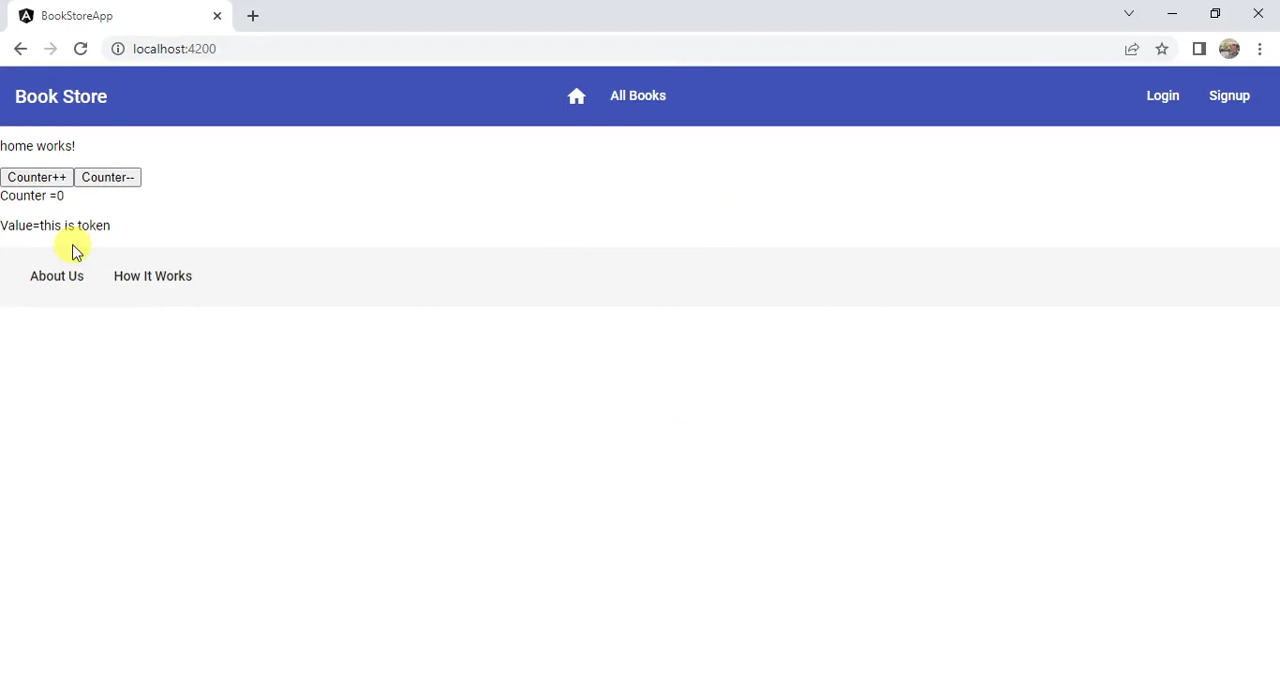 BookStoreApp
localhost:4200
Book Store
All Books
Login
Signup
home works!
Counter++
Counter--
Counter =0
Value=this is token
About Us
How It Works